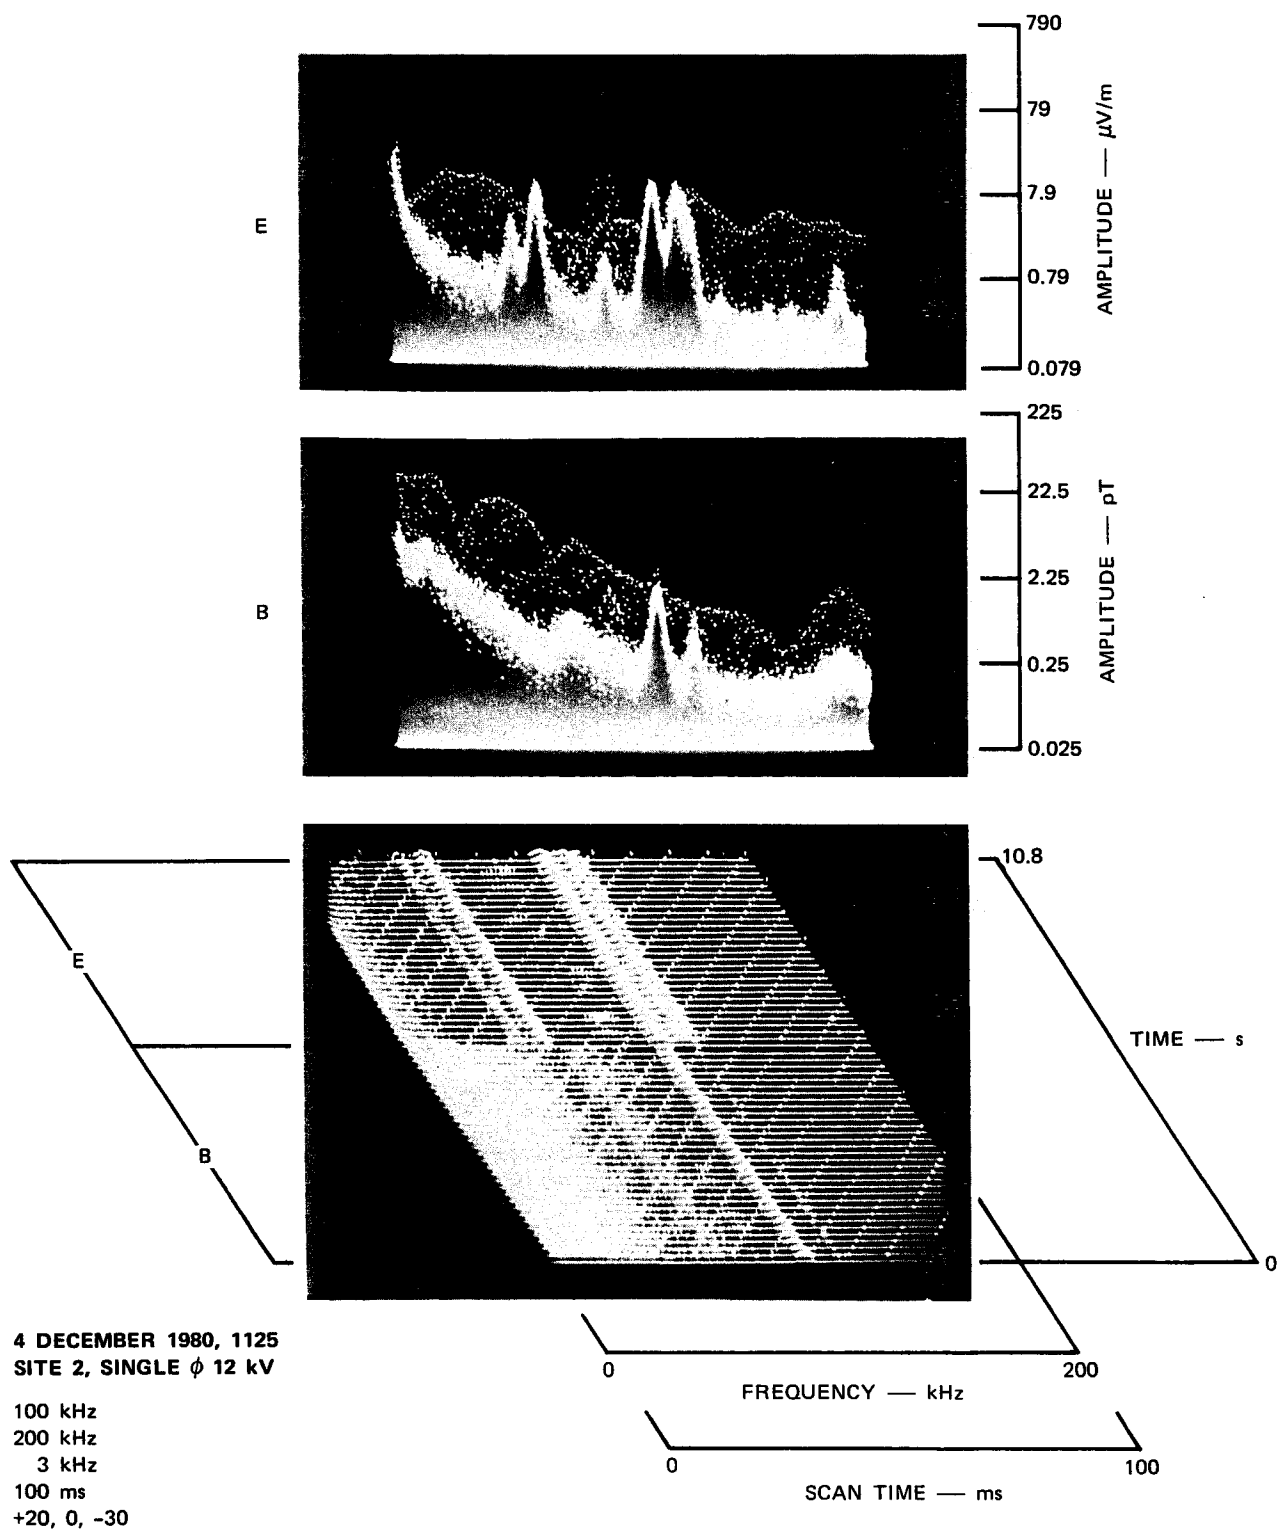 790
79
7.9
0.79
0.079
AMPLITUDE — μV/m
E
225
22.5
2.25
0.25
0.025
AMPLITUDE — pT
B
10.8
E
TIME — s
B
0
4 DECEMBER 1980, 1125
SITE 2, SINGLE ϕ 12 kV
0
200
FREQUENCY — kHz
100 kHz
200 kHz
3 kHz
100 ms
+20, 0, -30
0
100
SCAN TIME — ms